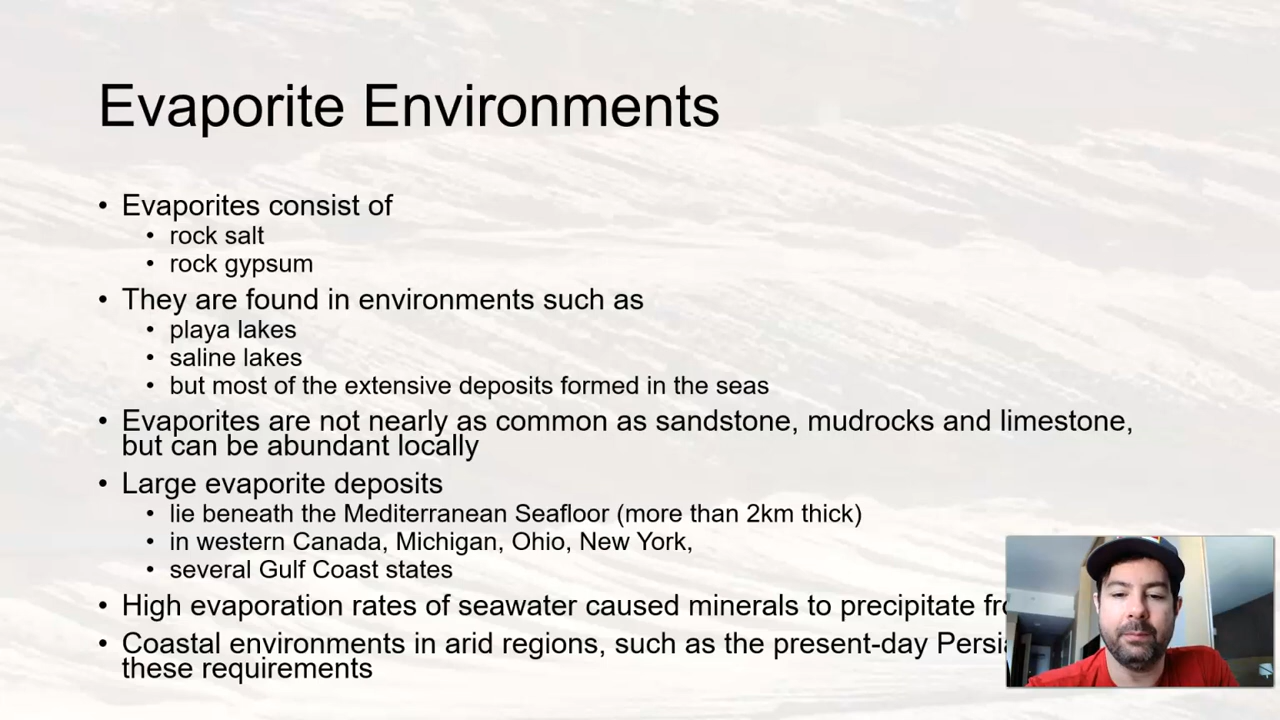 Evaporite Environments
• Evaporites consist of
• rock salt
• rock gypsum
• They are found in environments such as
• playa lakes
• saline lakes
• but most of the extensive deposits formed in the seas
• Evaporites are not nearly as common as sandstone, mudrocks and limestone,
but can be abundant locally
• Large evaporite deposits
• lie beneath the Mediterranean Seafloor (more than 2km thick)
• in western Canada, Michigan, Ohio, New York,
• several Gulf Coast states
• High evaporation rates of seawater caused minerals to precipitate
• Coastal environments in arid regions, such as the present-day
these requirements